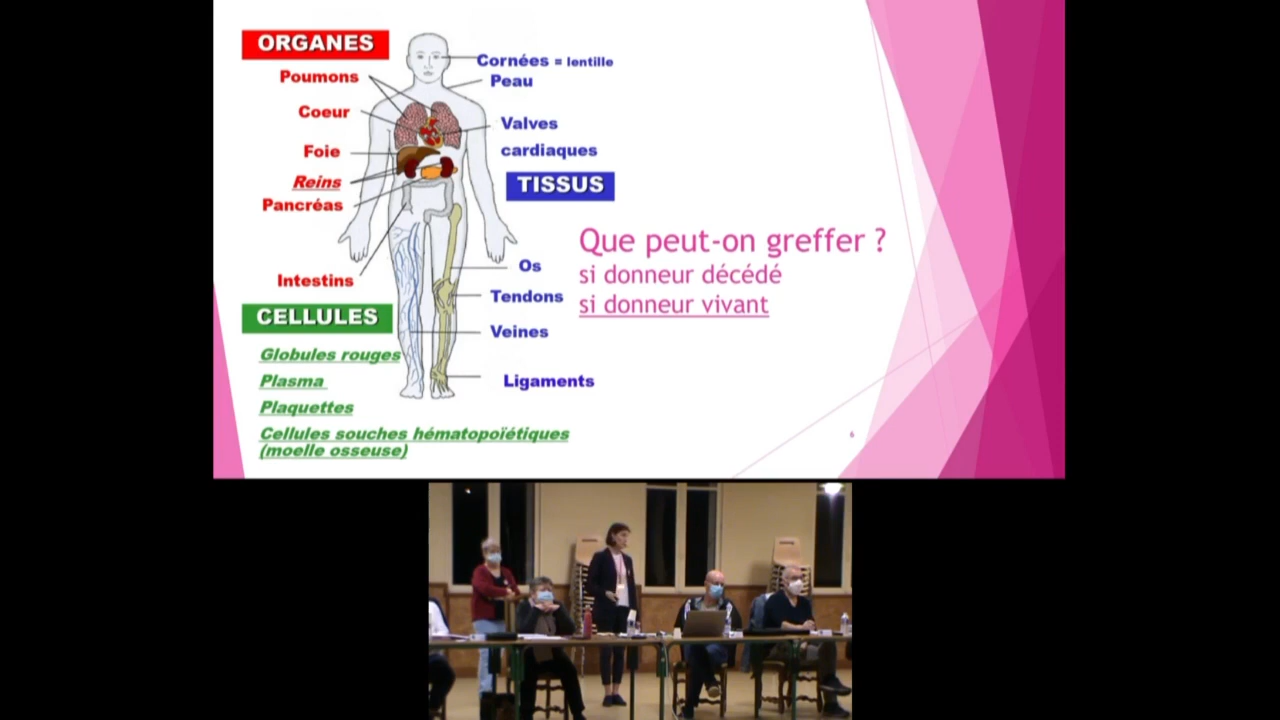 ORGANES
Poumons
Coeur
Foie
Reins
Pancréas
Intestins
Cornées = lentille
Peau
Valves
cardiaques
TISSUS
Os
Tendons
Veines
Ligaments
CELLULES
Globules rouges
Plasma
Plaquettes
Cellules souches hématopoïétiques
(moelle osseuse)
Que peut-on greffer ?
si donneur décédé
si donneur vivant
6